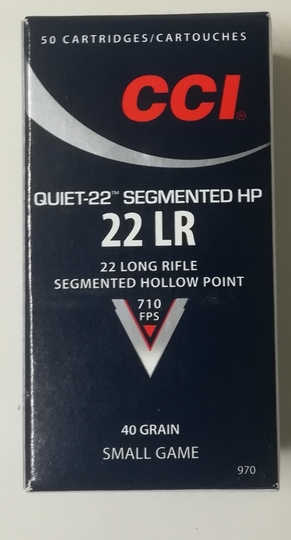 50 CARTRIDGES/CARTOUCHES
CCI®
QUIET-22™ SEGMENTED HP
22 LR
22 LONG RIFLE
SEGMENTED HOLLOW POINT
710
FPS
40 GRAIN
SMALL GAME
970